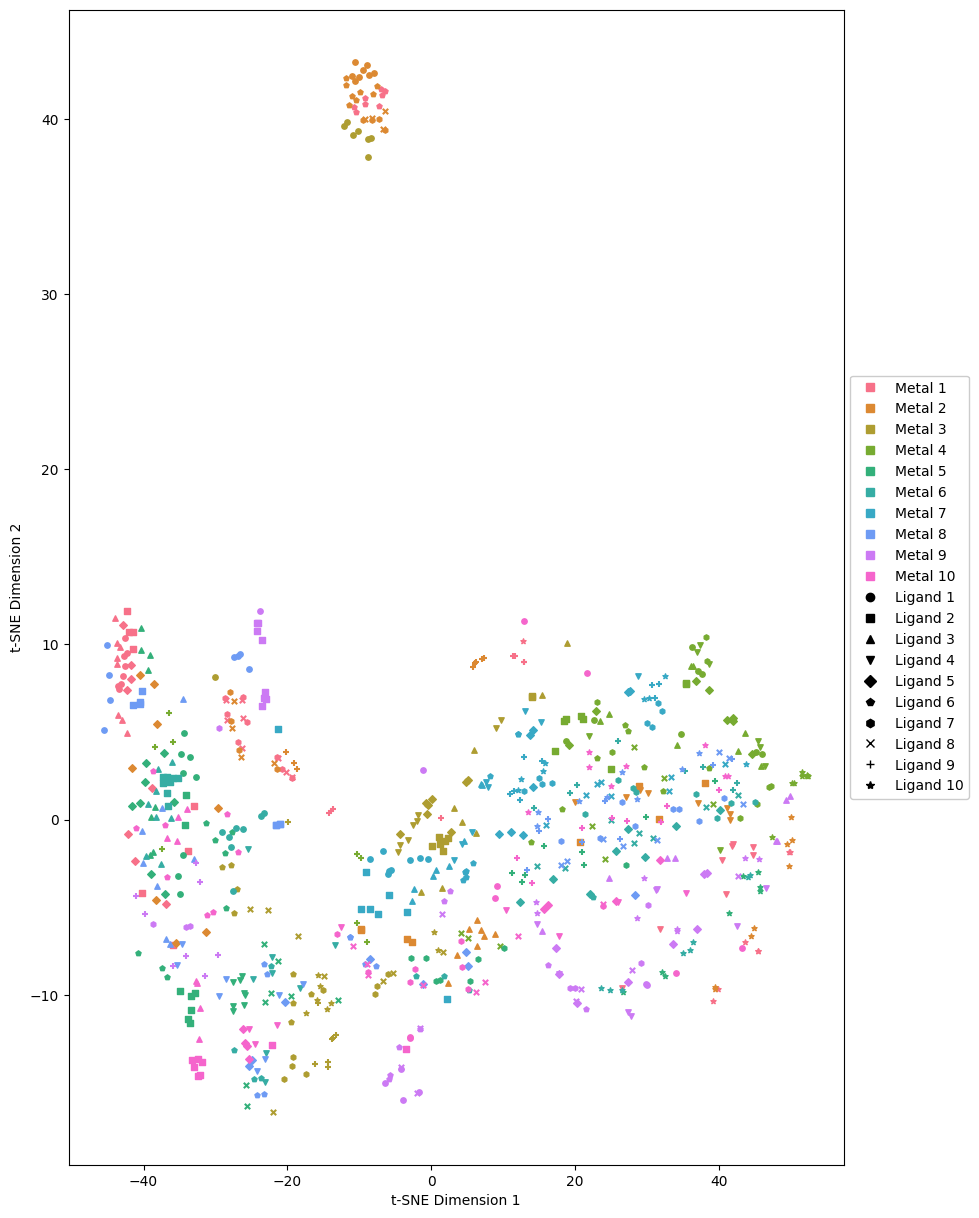 40
30
20
10
0
−10
−40
−20
0
20
40
t-SNE Dimension 1
t-SNE Dimension 2
Metal 1
Metal 2
Metal 3
Metal 4
Metal 5
Metal 6
Metal 7
Metal 8
Metal 9
Metal 10
Ligand 1
Ligand 2
Ligand 3
Ligand 4
Ligand 5
Ligand 6
Ligand 7
Ligand 8
Ligand 9
Ligand 10